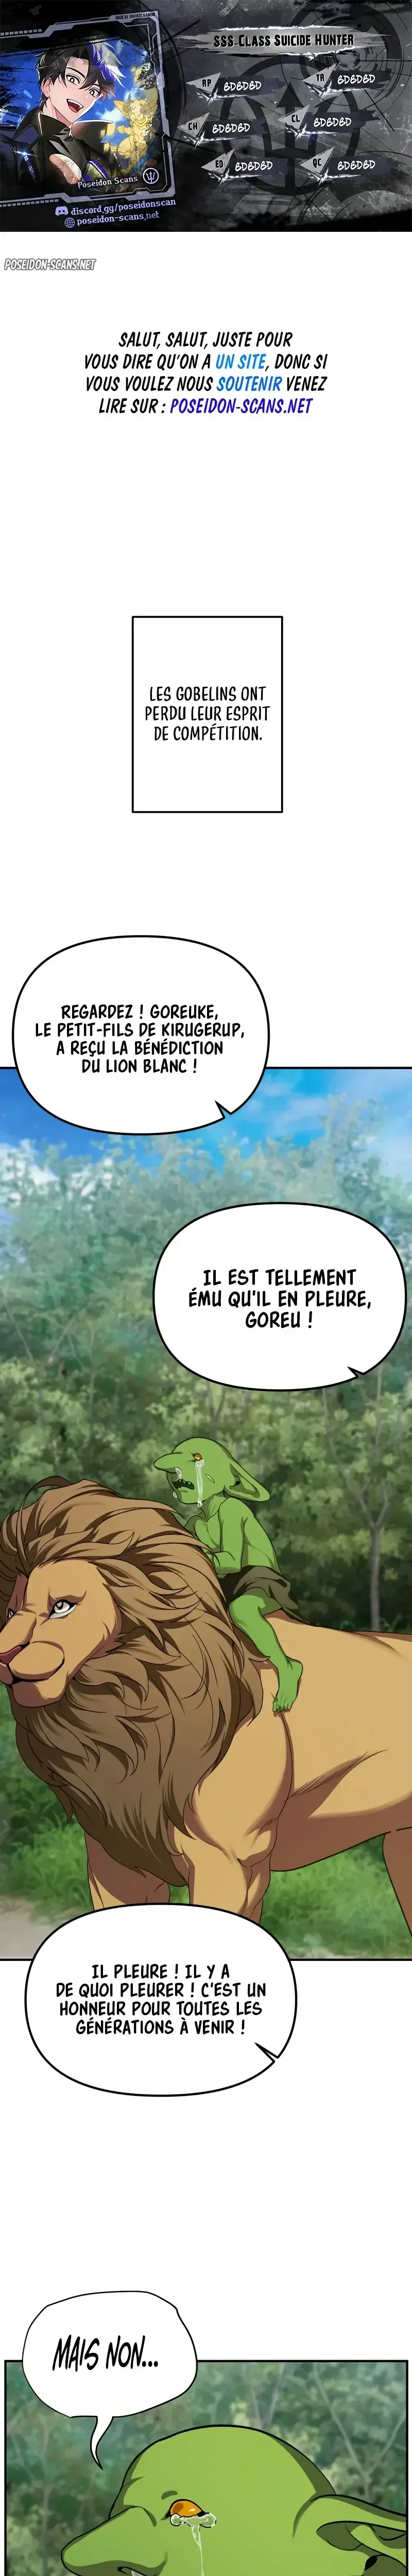 SSS-CLASS SUICIDE HUNTER
RP 6D6D6D
TR 6D6D6D
CH 6D6D6D
CL 6D6D6D
ED 6D6D6D
QC 6D6D6D
Poseidon Scans
discord.gg/poseidonscan
poseidon-scans.net
POSEIDON-SCANS.NET
SALUT, SALUT, JUSTE POUR
VOUS DIRE QU'ON A UN SITE, DONC SI
VOUS VOULEZ NOUS SOUTENIR VENEZ
LIRE SUR : POSEIDON-SCANS.NET
LES GOBELINS ONT
PERDU LEUR ESPRIT
DE COMPÉTITION.
REGARDEZ ! GOREUKE,
LE PETIT-FILS DE KIRUGERUP,
A REÇU LA BÉNÉDICTION
DU LION BLANC !
IL EST TELLEMENT
ÉMU QU'IL EN PLEURE,
GOREU !
IL PLEURE ! IL Y A
DE QUOI PLEURER ! C'EST UN
HONNEUR POUR TOUTES LES
GÉNÉRATIONS À VENIR !
MAIS NON...